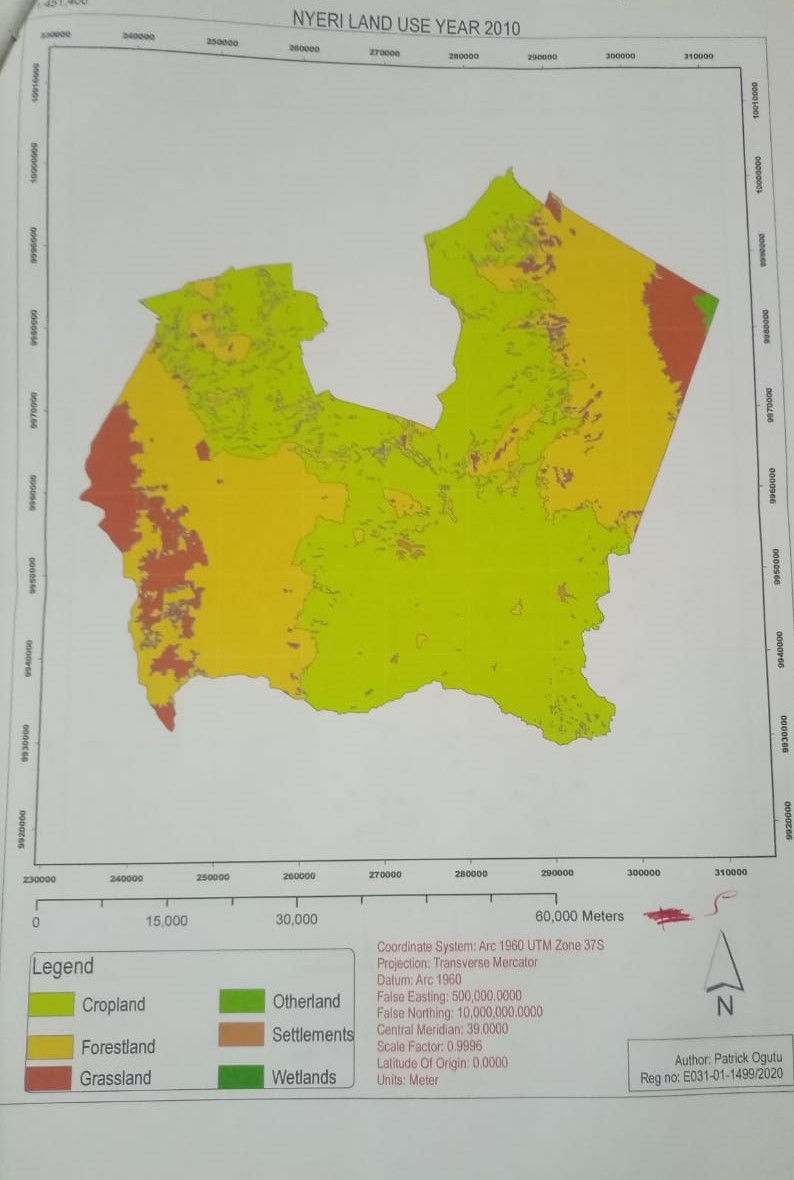 NYERI LAND USE YEAR 2010
230000 240000 250000 260000 270000 280000 290000 300000 310000
10010000
10000000
9990000
9980000
9970000
9960000
9950000
9940000
9930000
9920000
10010000
10000000
9990000
9980000
9970000
9960000
9950000
9940000
9930000
9920000
230000 240000 250000 260000 270000 280000 290000 300000 310000
0 15,000 30,000 60,000 Meters
Legend
Cropland
Forestland
Grassland
Otherland
Settlements
Wetlands
Coordinate System: Arc 1960 UTM Zone 37S
Projection: Transverse Mercator
Datum: Arc 1960
False Easting: 500,000.0000
False Northing: 10,000,000.0000
Central Meridian: 39.0000
Scale Factor: 0.9996
Latitude Of Origin: 0.0000
Units: Meter
N
Author: Patrick Ogutu
Reg no: E031-01-1499/2020